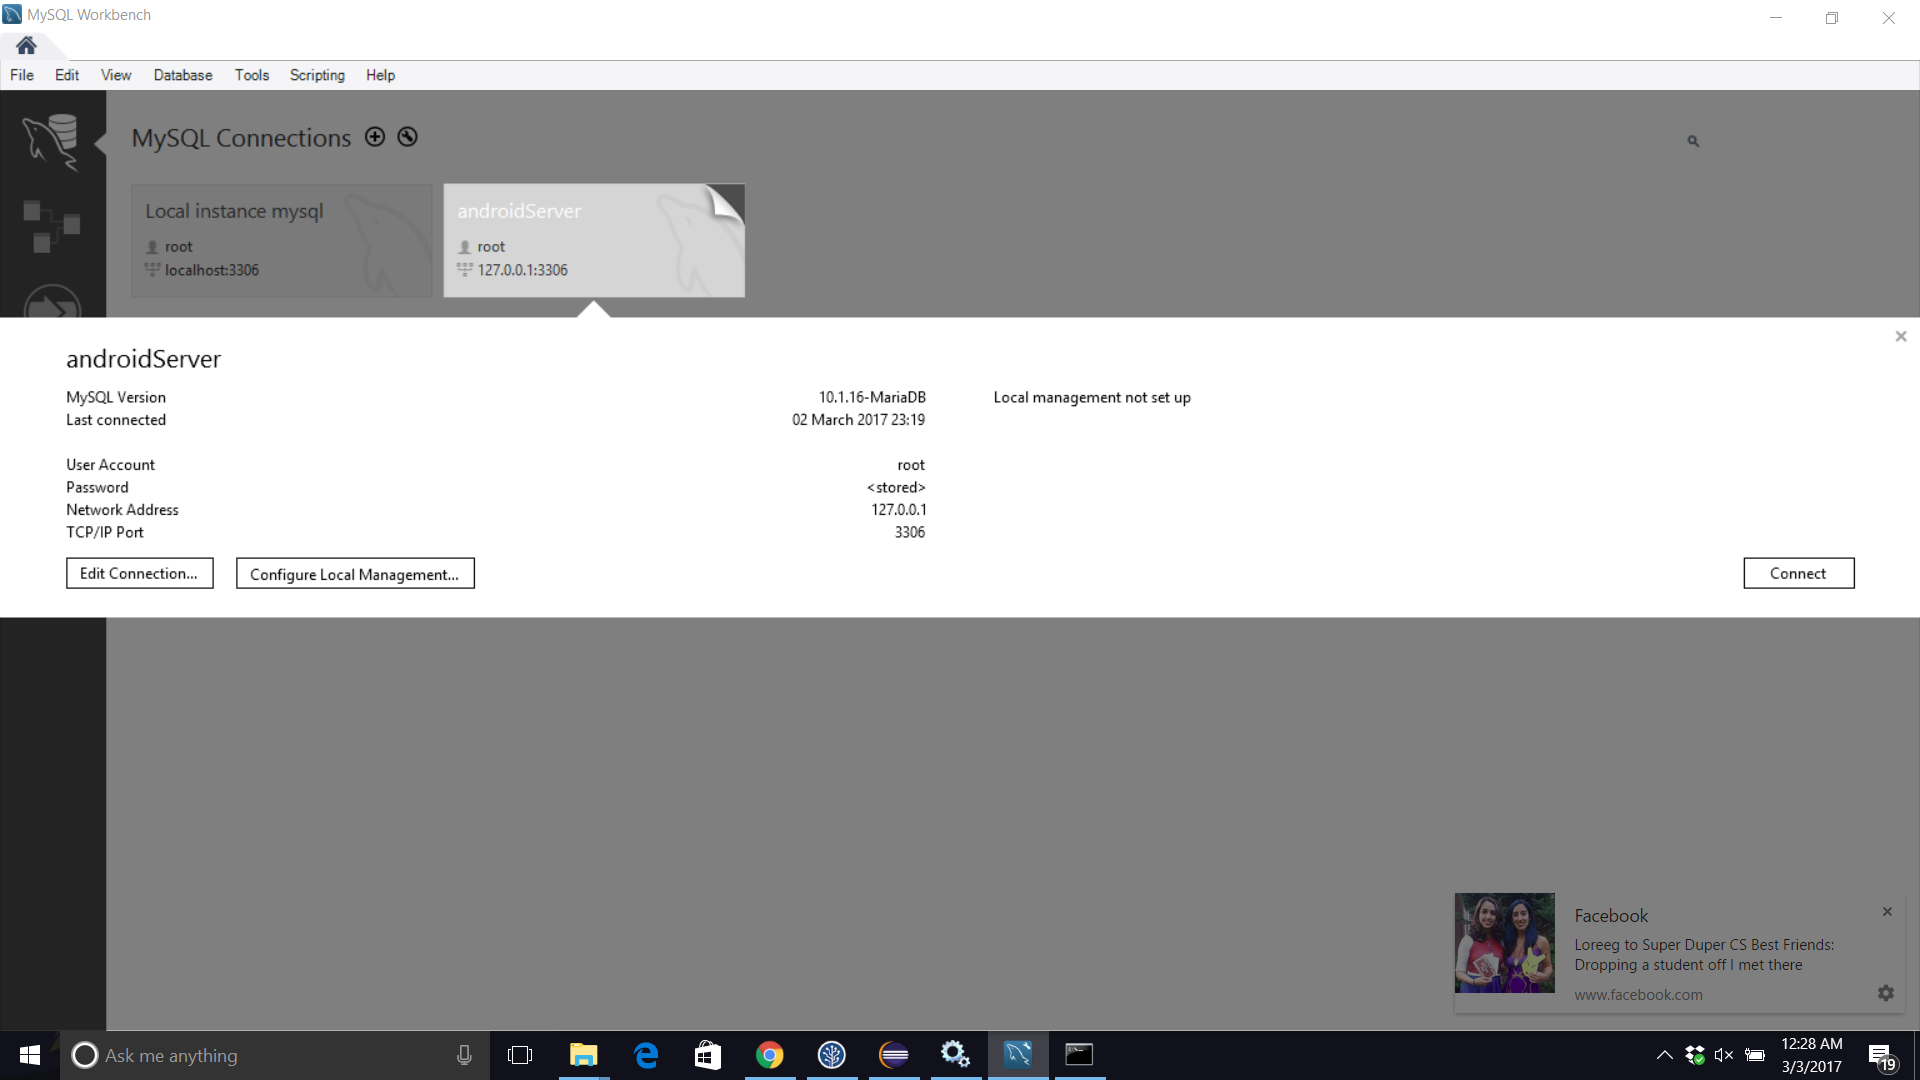 MySQL Workbench
File Edit View Database Tools Scripting Help
MySQL Connections
Local instance mysql
root
localhost:3306
androidServer
root
127.0.0.1:3306
androidServer
MySQL Version 10.1.16-MariaDB Local management not set up
Last connected 02 March 2017 23:19
User Account root
Password <stored>
Network Address 127.0.0.1
TCP/IP Port 3306
Edit Connection... Configure Local Management... Connect
Facebook
Loreeg to Super Duper CS Best Friends:
Dropping a student off I met there
www.facebook.com
Ask me anything
12:28 AM
3/3/2017
19